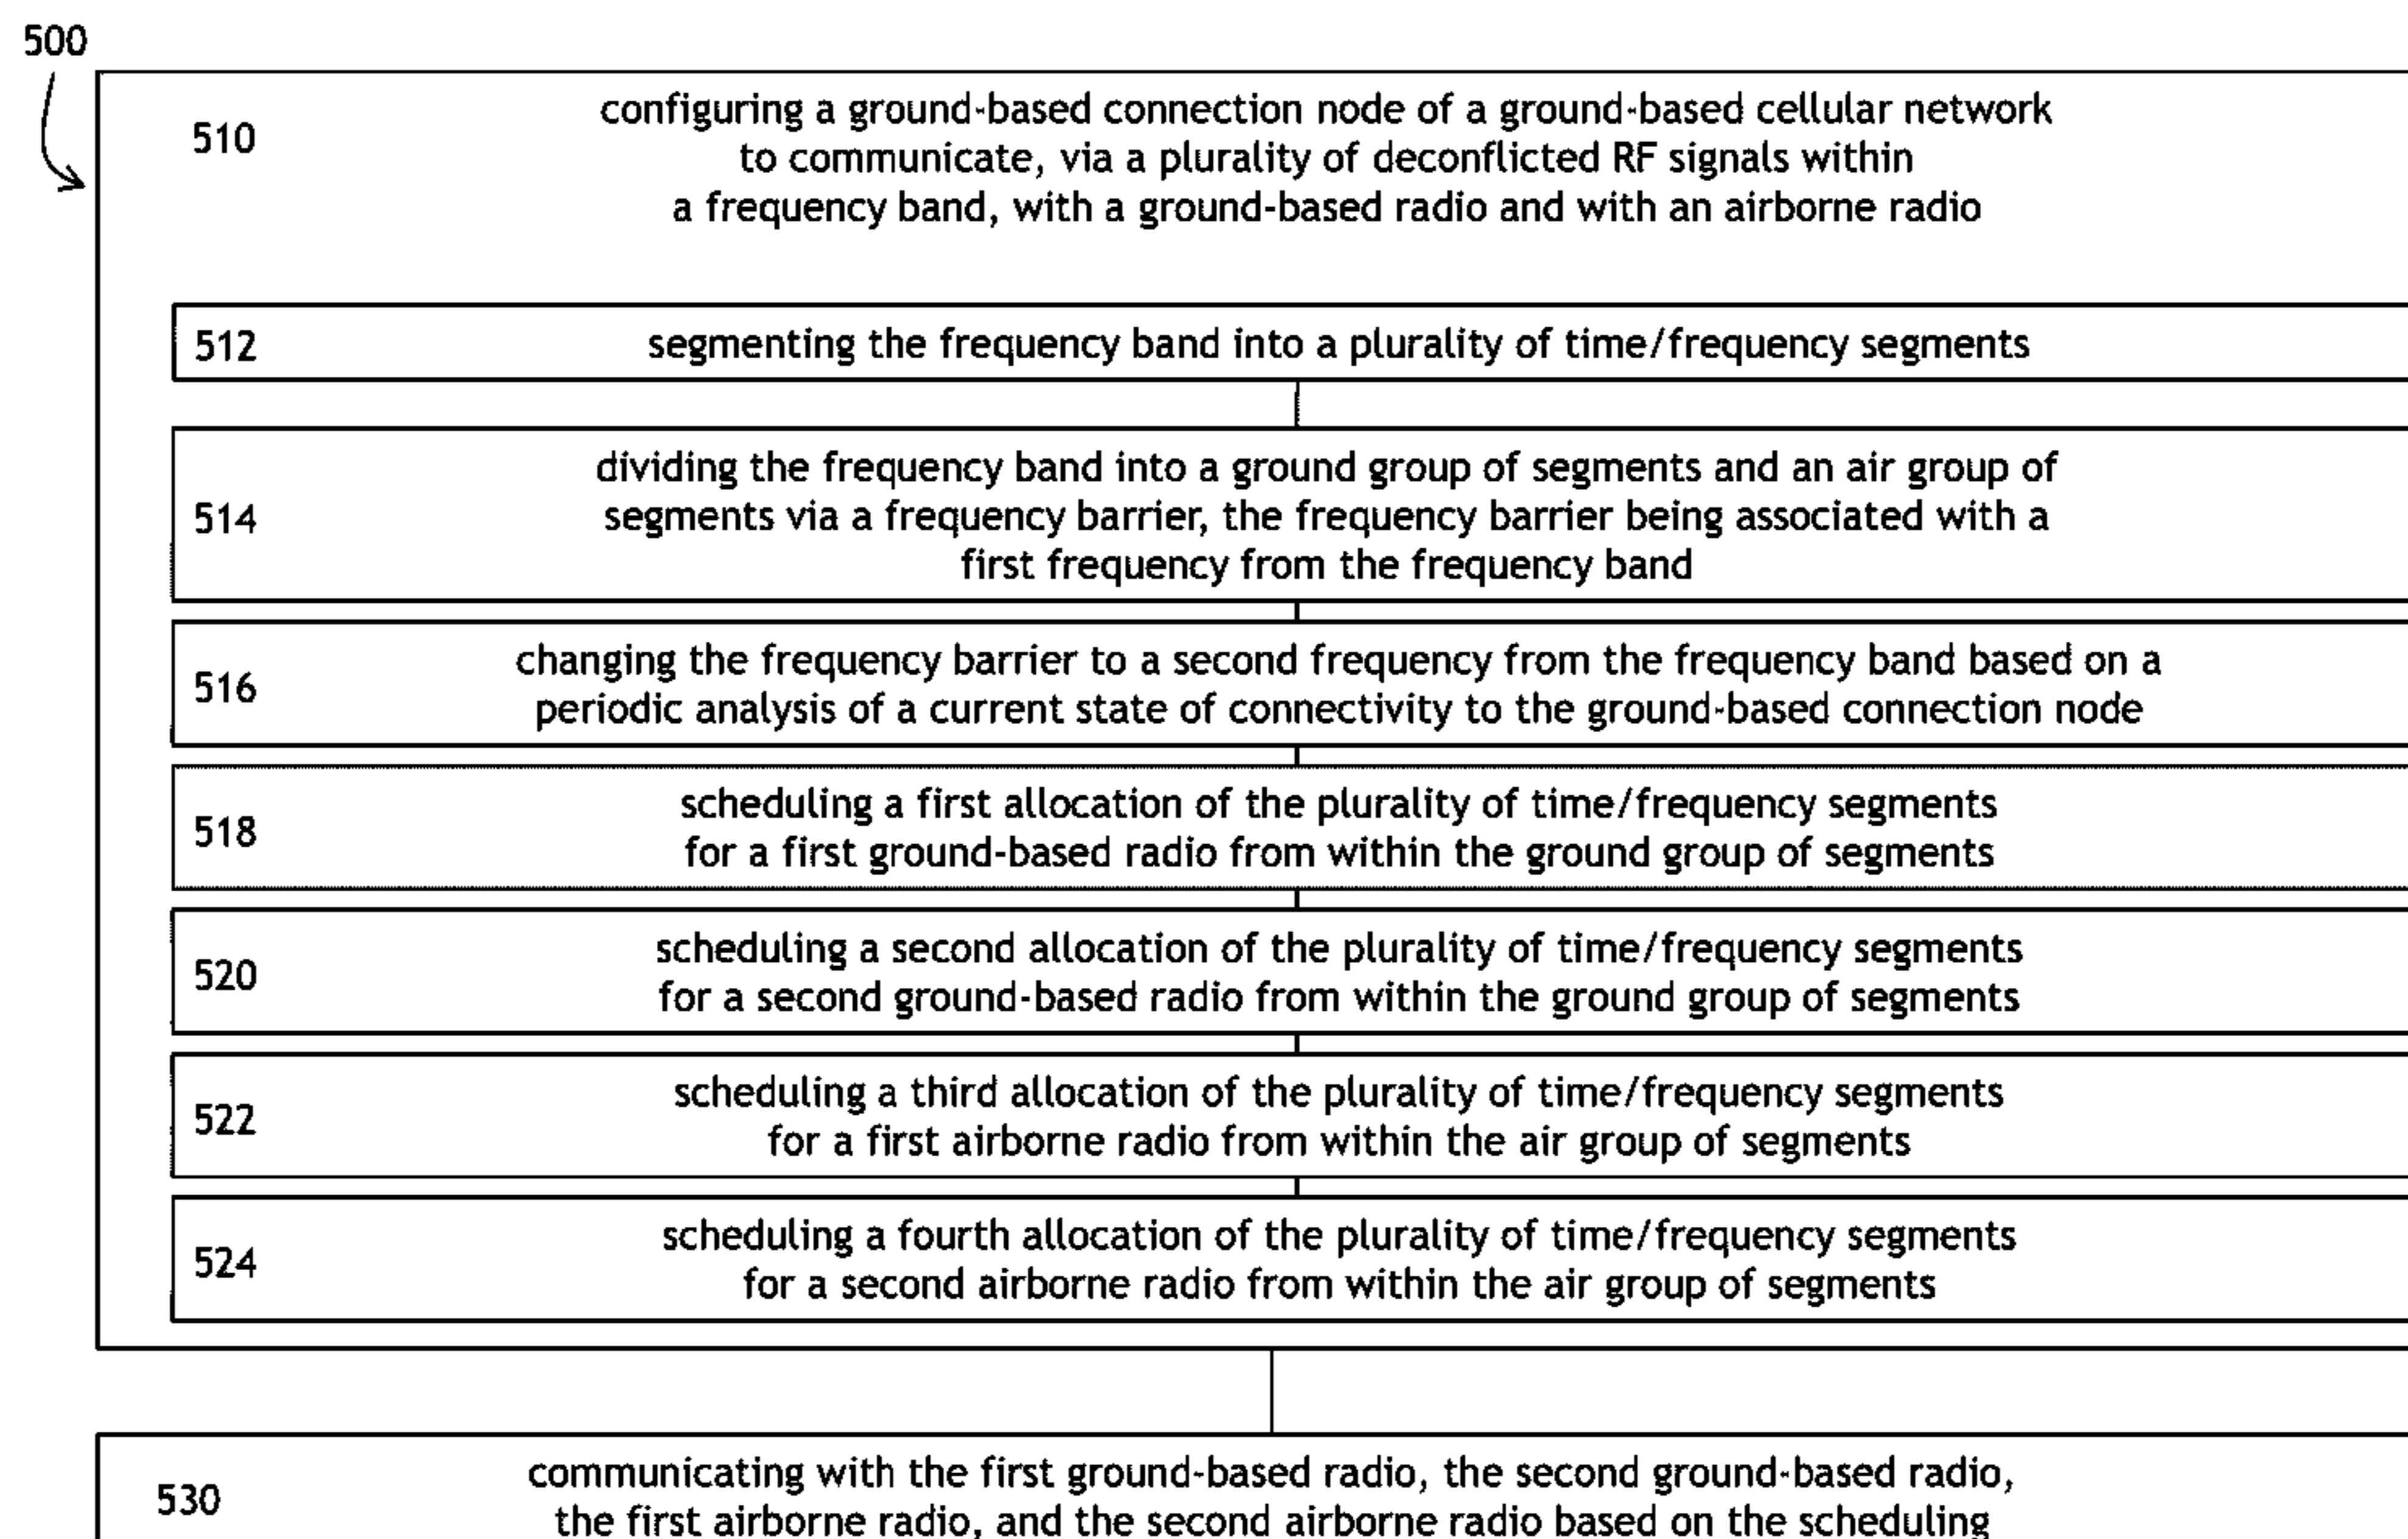 500
510
configuring a ground-based connection node of a ground-based cellular network
to communicate, via a plurality of deconflicted RF signals within
a frequency band, with a ground-based radio and with an airborne radio
512
segmenting the frequency band into a plurality of time/frequency segments
514
dividing the frequency band into a ground group of segments and an air group of
segments via a frequency barrier, the frequency barrier being associated with a
first frequency from the frequency band
516
changing the frequency barrier to a second frequency from the frequency band based on a
periodic analysis of a current state of connectivity to the ground-based connection node
518
scheduling a first allocation of the plurality of time/frequency segments
for a first ground-based radio from within the ground group of segments
520
scheduling a second allocation of the plurality of time/frequency segments
for a second ground-based radio from within the ground group of segments
522
scheduling a third allocation of the plurality of time/frequency segments
for a first airborne radio from within the air group of segments
524
scheduling a fourth allocation of the plurality of time/frequency segments
for a second airborne radio from within the air group of segments
530
communicating with the first ground-based radio, the second ground-based radio,
the first airborne radio, and the second airborne radio based on the scheduling